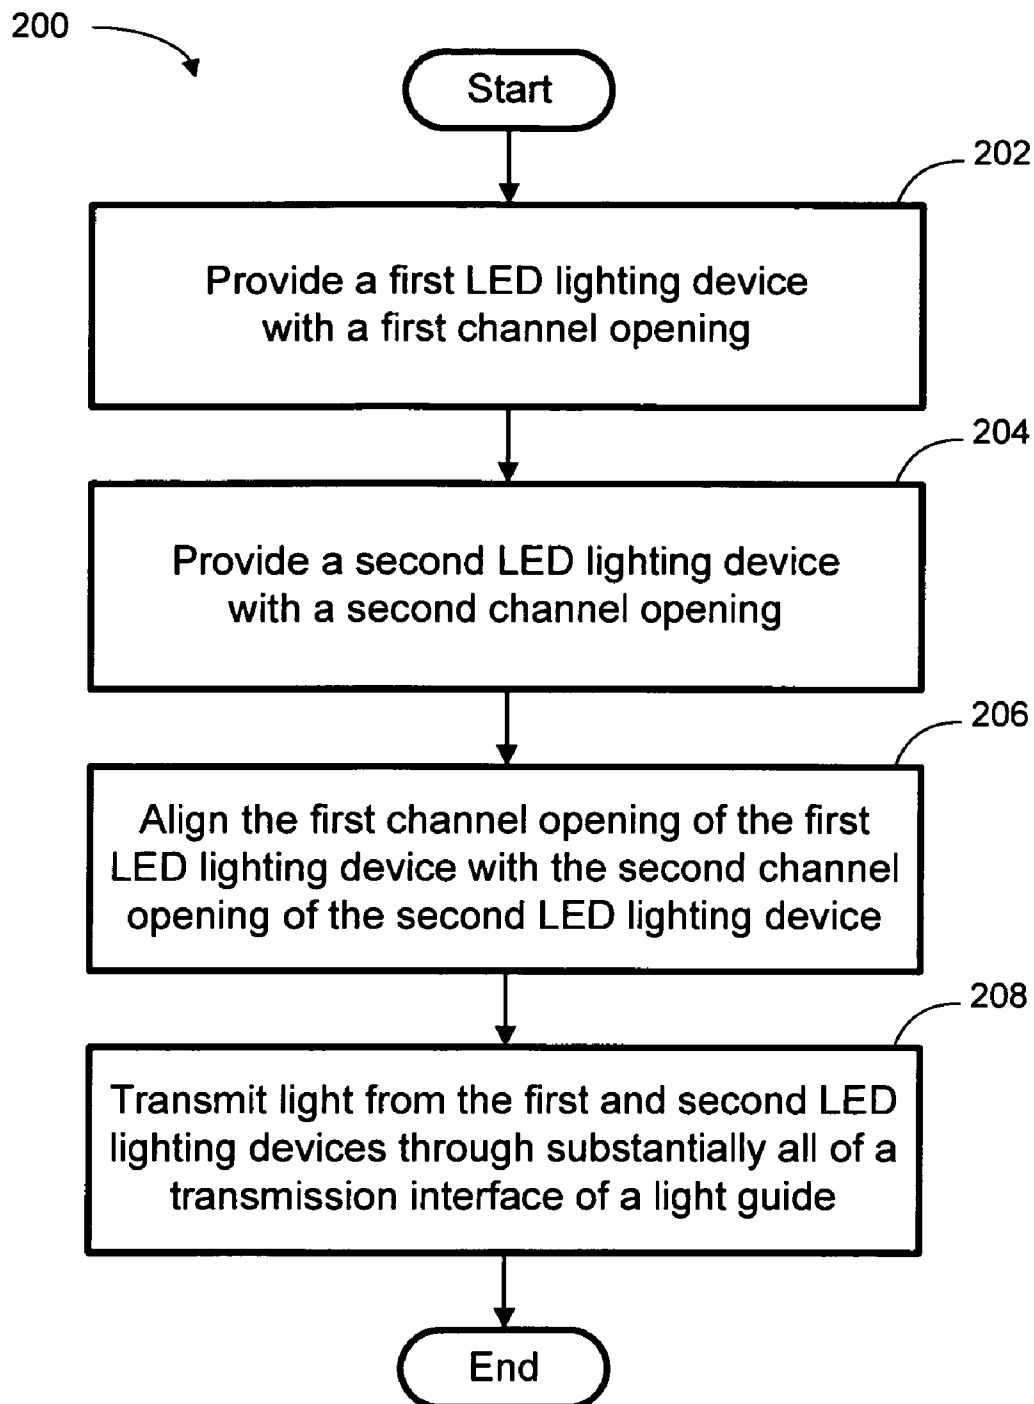 200
Start
202
Provide a first LED lighting device
with a first channel opening
204
Provide a second LED lighting device
with a second channel opening
206
Align the first channel opening of the first
LED lighting device with the second channel
opening of the second LED lighting device
208
Transmit light from the first and second LED
lighting devices through substantially all of a
transmission interface of a light guide
End